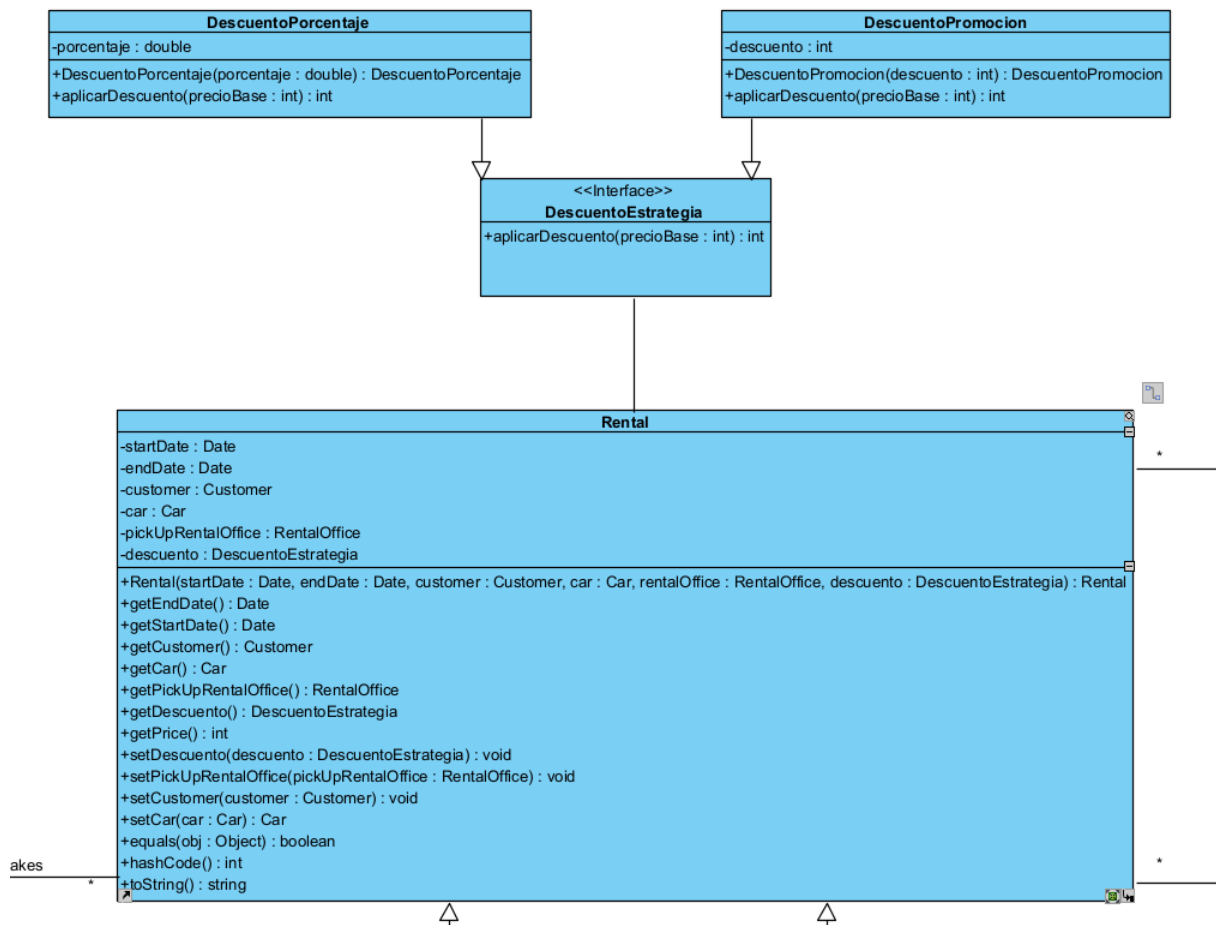 DescuentoPorcentaje
-porcentaje : double
+DescuentoPorcentaje(porcentaje : double) : DescuentoPorcentaje
+aplicarDescuento(precioBase : int) : int
DescuentoPromocion
-descuento : int
+DescuentoPromocion(descuento : int) : DescuentoPromocion
+aplicarDescuento(precioBase : int) : int
<<Interface>>
DescuentoEstrategia
+aplicarDescuento(precioBase : int) : int
Rental
-startDate : Date
-endDate : Date
-customer : Customer
-car : Car
-pickUpRentalOffice : RentalOffice
-descuento : DescuentoEstrategia
+Rental(startDate : Date, endDate : Date, customer : Customer, car : Car, rentalOffice : RentalOffice, descuento : DescuentoEstrategia) : Rental
+getEndDate() : Date
+getStartDate() : Date
+getCustomer() : Customer
+getCar() : Car
+getPickUpRentalOffice() : RentalOffice
+getDescuento() : DescuentoEstrategia
+getPrice() : int
+setDescuento(descuento : DescuentoEstrategia) : void
+setPickUpRentalOffice(pickUpRentalOffice : RentalOffice) : void
+setCustomer(customer : Customer) : void
+setCar(car : Car) : Car
+equals(obj : Object) : boolean
+hashCode() : int
+toString() : string
*
akes
*
*